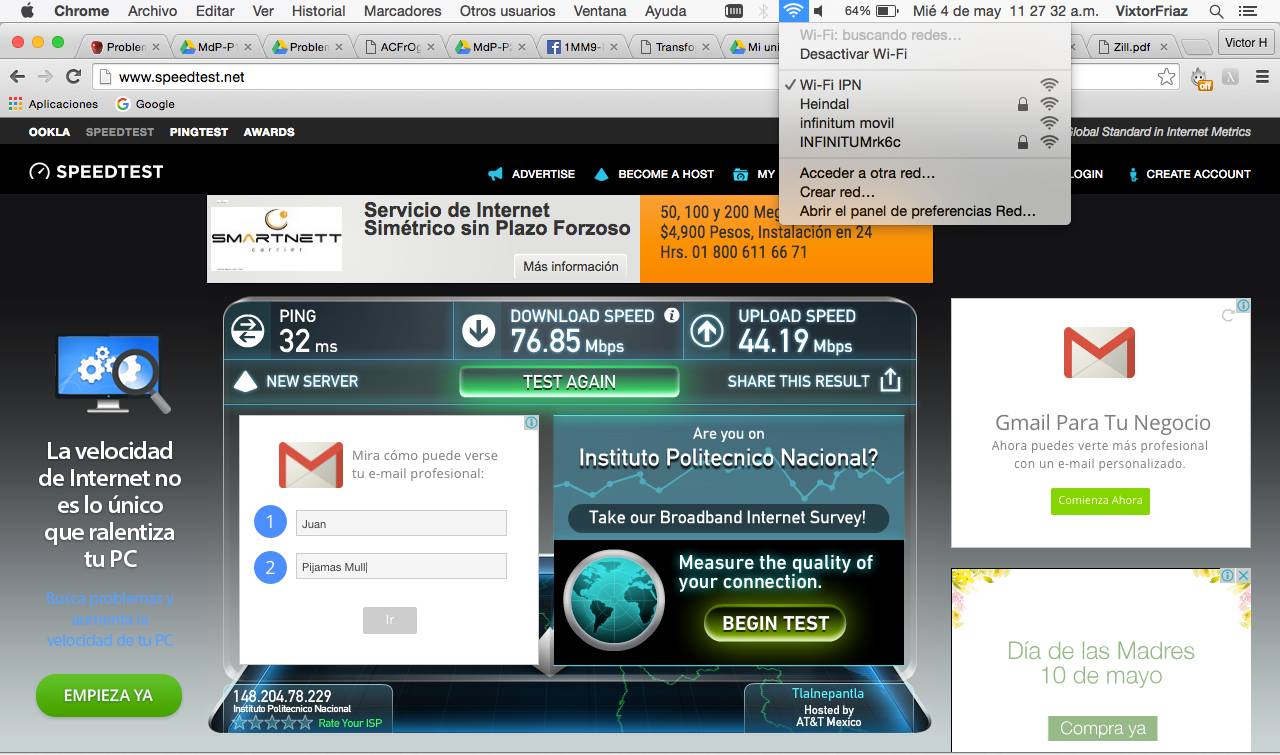 Chrome Archivo Editar Ver Historial Marcadores Otros usuarios Ventana Ayuda 64% Mié 4 de may 11 27 32 a.m. VixtorFriaz
Problem MdP-P1 Problen ACFrOg MdP-P2 1MM9- Transfo Mi uni Zill.pdf Victor H
Wi-Fi: buscando redes…
Desactivar Wi-Fi
Wi-Fi IPN
Heindal
infinitum movil
INFINITUMrk6c
Acceder a otra red…
Crear red…
Abrir el panel de preferencias Red…
www.speedtest.net
off
Aplicaciones Google
OOKLA SPEEDTEST PINGTEST AWARDS Global Standard in Internet Metrics
SPEEDTEST ADVERTISE BECOME A HOST MY LOGIN CREATE ACCOUNT
SMARTNETT
carrier
Servicio de Internet
Simétrico sin Plazo Forzoso
Más información
50, 100 y 200 Meg
$4,900 Pesos, Instalación en 24
Hrs. 01 800 611 66 71
PING
32 ms
DOWNLOAD SPEED
76.85 Mbps
UPLOAD SPEED
44.19 Mbps
NEW SERVER TEST AGAIN SHARE THIS RESULT
La velocidad
de Internet no
es lo único
que ralentiza
tu PC
Busca problemas y
aumenta la
velocidad de tu PC
EMPIEZA YA
Mira cómo puede verse
tu e-mail profesional:
1 Juan
2 Pijamas Mull
Ir
Are you on
Instituto Politecnico Nacional?
Take our Broadband Internet Survey!
Measure the quality of
your connection.
BEGIN TEST
148.204.78.229
Instituto Politecnico Nacional
Rate Your ISP
Tlalnepantla
Hosted by
AT&T Mexico
Gmail Para Tu Negocio
Ahora puedes verte más profesional
con un e-mail personalizado.
Comienza Ahora
Día de las Madres
10 de mayo
Compra ya